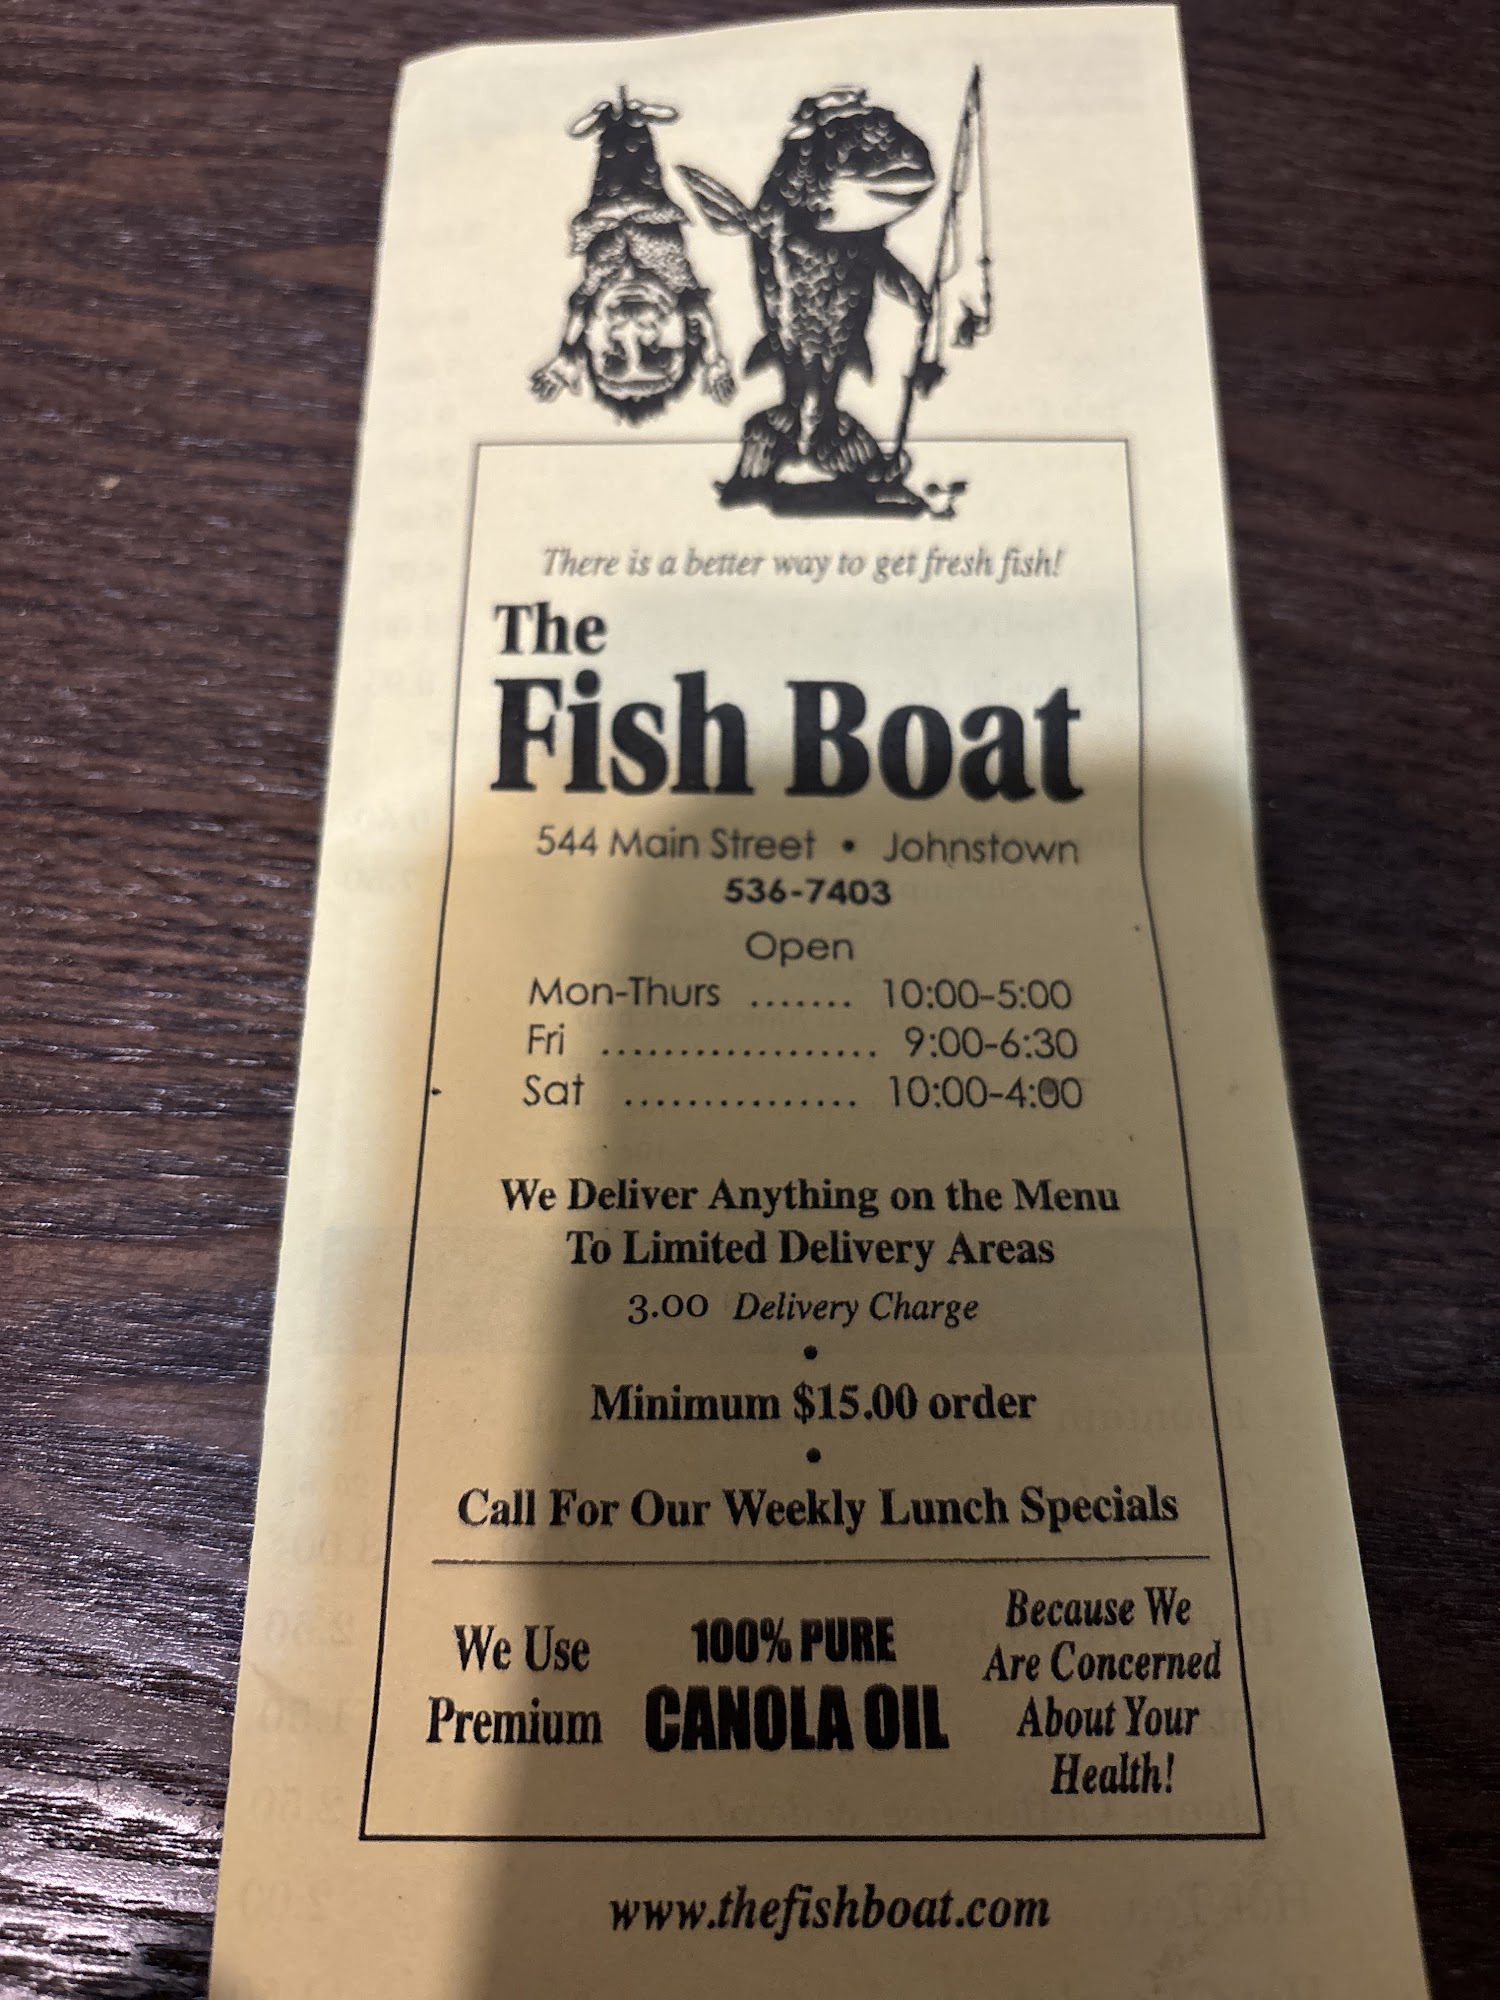 There is a better way to get fresh fish!
The
Fish Boat
544 Main Street • Johnstown
536-7403
Open
Mon-Thurs ....... 10:00-5:00
Fri .................. 9:00-6:30
Sat ............... 10:00-4:00
We Deliver Anything on the Menu
To Limited Delivery Areas
3.00 Delivery Charge
•
Minimum $15.00 order
•
Call For Our Weekly Lunch Specials
We Use
Premium
100% PURE
CANOLA OIL
Because We
Are Concerned
About Your
Health!
www.thefishboat.com